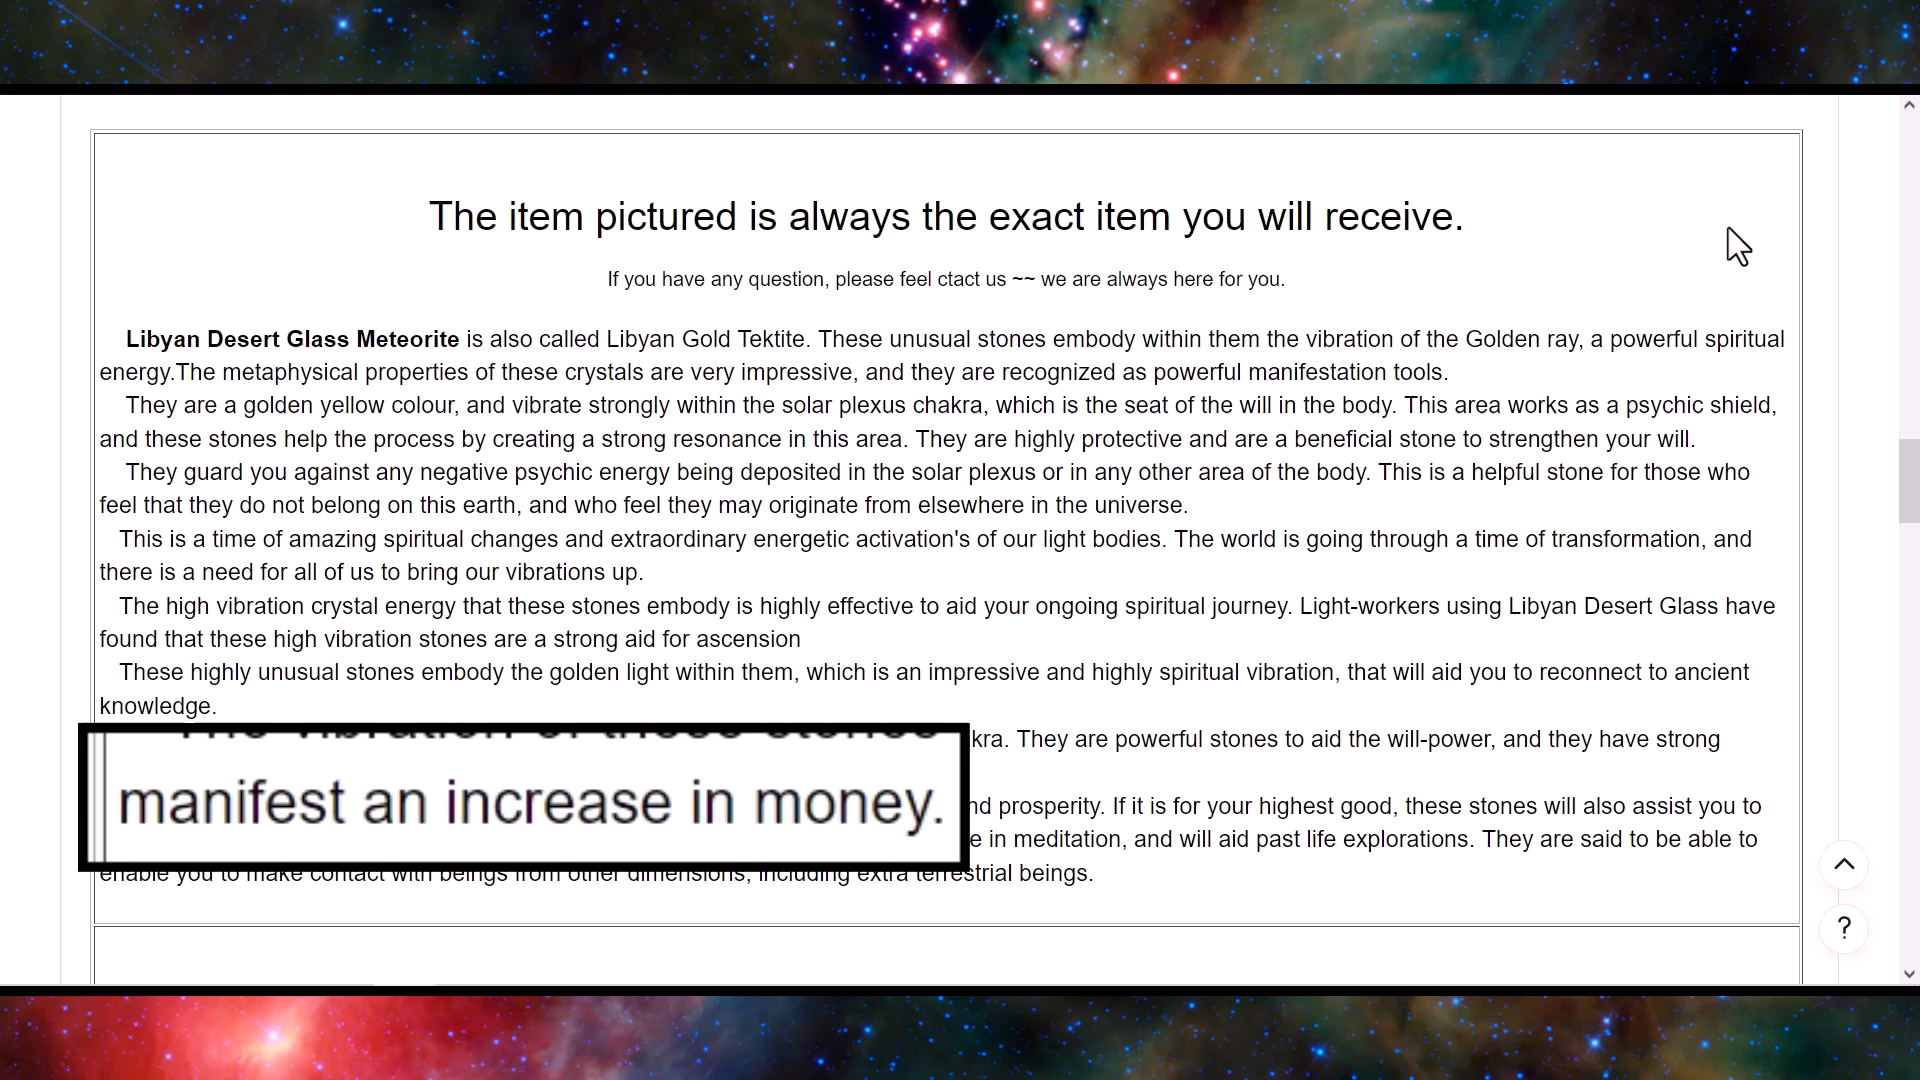 The item pictured is always the exact item you will receive.
If you have any question, please feel ctact us ~~ we are always here for you.
Libyan Desert Glass Meteorite is also called Libyan Gold Tektite. These unusual stones embody within them the vibration of the Golden ray, a powerful spiritual
energy.The metaphysical properties of these crystals are very impressive, and they are recognized as powerful manifestation tools.
They are a golden yellow colour, and vibrate strongly within the solar plexus chakra, which is the seat of the will in the body. This area works as a psychic shield,
and these stones help the process by creating a strong resonance in this area. They are highly protective and are a beneficial stone to strengthen your will.
They guard you against any negative psychic energy being deposited in the solar plexus or in any other area of the body. This is a helpful stone for those who
feel that they do not belong on this earth, and who feel they may originate from elsewhere in the universe.
This is a time of amazing spiritual changes and extraordinary energetic activation's of our light bodies. The world is going through a time of transformation, and
there is a need for all of us to bring our vibrations up.
The high vibration crystal energy that these stones embody is highly effective to aid your ongoing spiritual journey. Light-workers using Libyan Desert Glass have
found that these high vibration stones are a strong aid for ascension
These highly unusual stones embody the golden light within them, which is an impressive and highly spiritual vibration, that will aid you to reconnect to ancient
knowledge.
They are powerful stones to aid the will-power, and they have strong
manifest an increase in money.
prosperity. If it is for your highest good, these stones will also assist you to
in meditation, and will aid past life explorations. They are said to be able to
enable you to make contact with beings from other dimensions, including extra terrestrial beings.
?